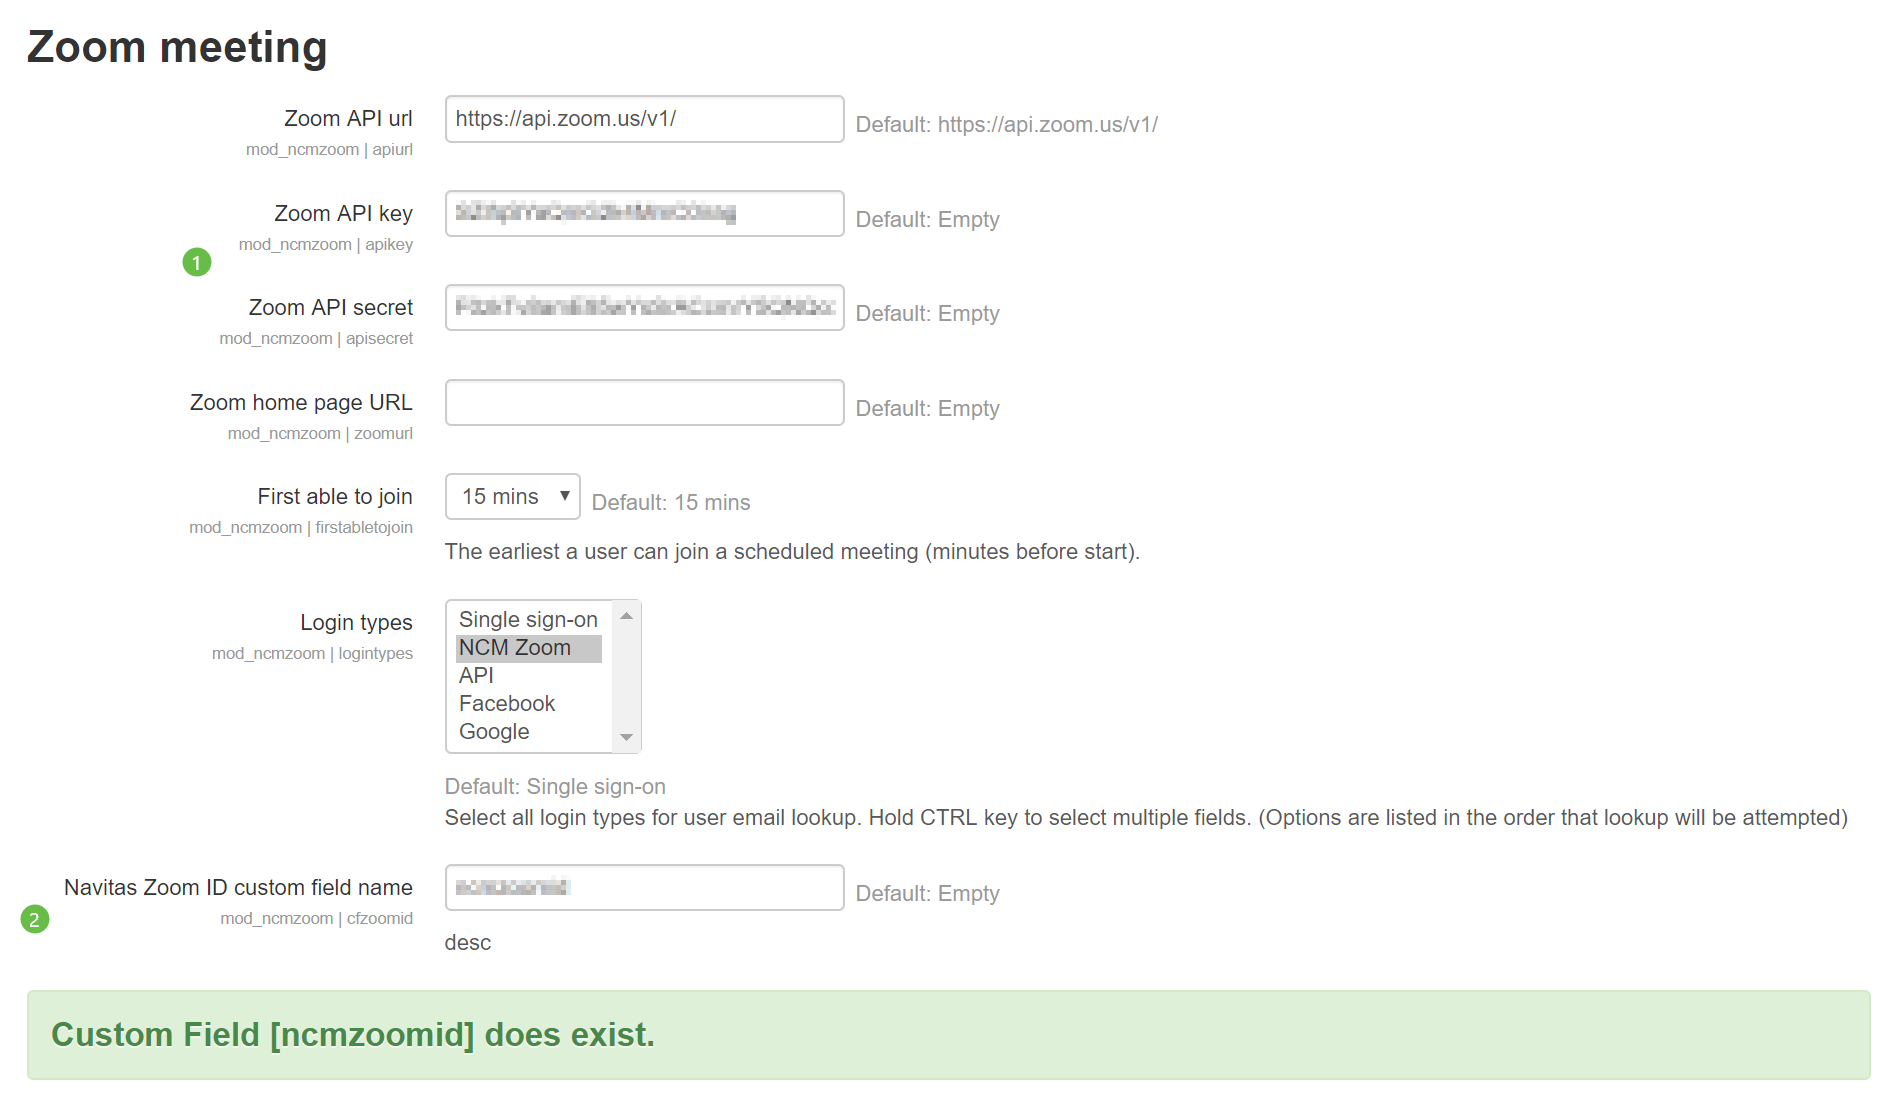 Zoom meeting
Zoom API url
https://api.zoom.us/v1/
Default: https://api.zoom.us/v1/
mod_ncmzoom | apiurl
Zoom API key
Default: Empty
mod_ncmzoom | apikey
1
Zoom API secret
Default: Empty
mod_ncmzoom | apisecret
Zoom home page URL
Default: Empty
mod_ncmzoom | zoomurl
First able to join
15 mins
Default: 15 mins
mod_ncmzoom | firstabletojoin
The earliest a user can join a scheduled meeting (minutes before start).
Login types
mod_ncmzoom | logintypes
Single sign-on
NCM Zoom
API
Facebook
Google
Default: Single sign-on
Select all login types for user email lookup. Hold CTRL key to select multiple fields. (Options are listed in the order that lookup will be attempted)
Navitas Zoom ID custom field name
Default: Empty
mod_ncmzoom | cfzoomid
2
desc
Custom Field [ncmzoomid] does exist.